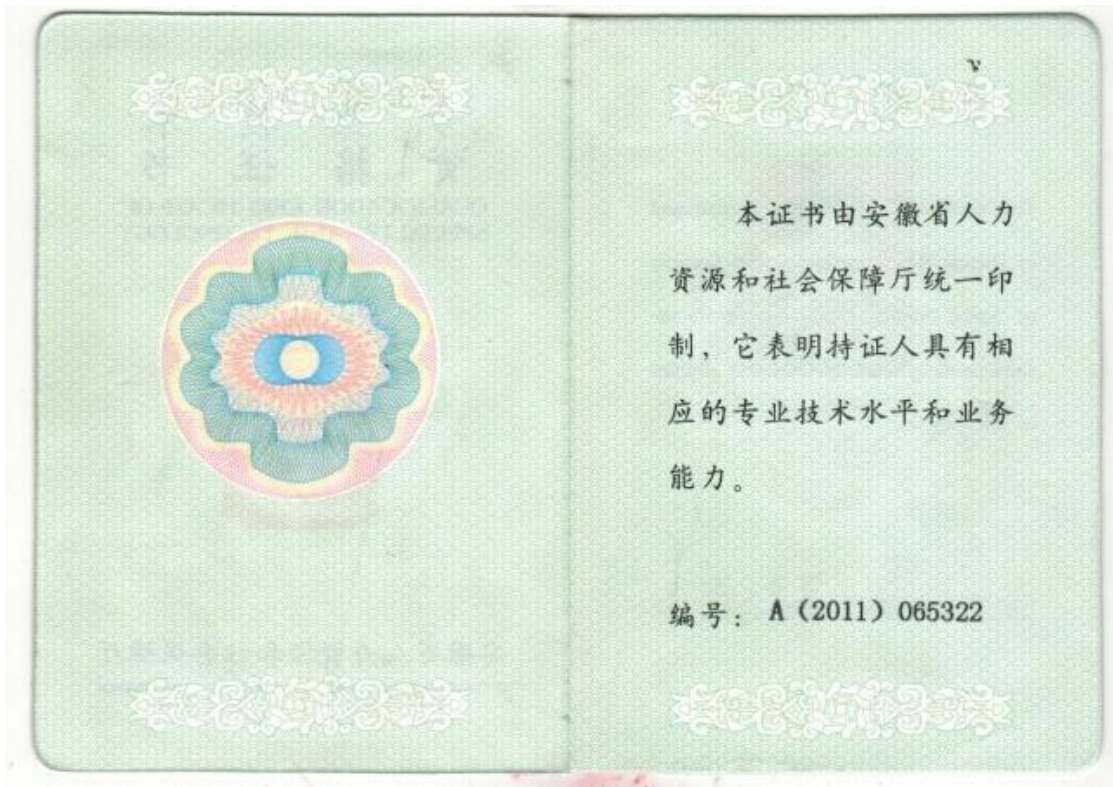 本证书由安徽省人力
资源和社会保障厅统一印
制，它表明持证人具有相
应的专业技术水平和业务
能力。
编号：A（2011）065322